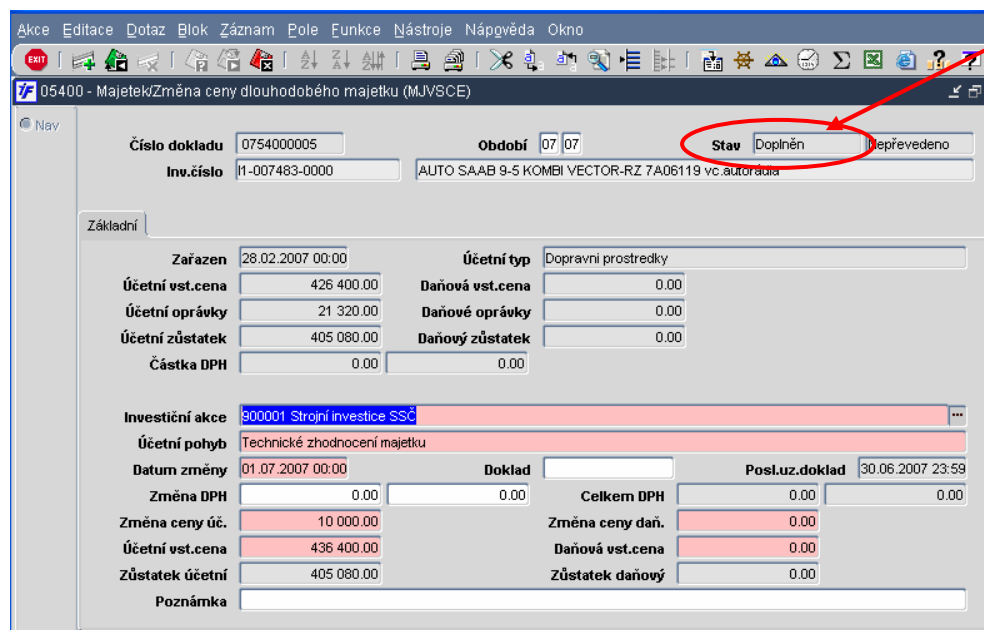 Akce Editace Dotaz Blok Záznam Pole Funkce Nástroje Nápověda Okno
EXIT
05400 - Majetek/Změna ceny dlouhodobého majetku (MJVSCE)
Nav
Číslo dokladu 0754000005 Období 07 07 Stav Doplněn Nepřevedeno
Inv.číslo I1-007483-0000 AUTO SAAB 9-5 KOMBI VECTOR-RZ 7A06119 vc.autorádia
Základní
Zařazen 28.02.2007 00:00 Účetní typ Dopravni prostredky
Účetní vst.cena 426 400.00 Daňová vst.cena 0.00
Účetní oprávky 21 320.00 Daňové oprávky 0.00
Účetní zůstatek 405 080.00 Daňový zůstatek 0.00
Částka DPH 0.00 0.00
Investiční akce 900001 Strojní investice SSČ ...
Účetní pohyb Technické zhodnocení majetku
Datum změny 01.07.2007 00:00 Doklad Posl.uz.doklad 30.06.2007 23:59
Změna DPH 0.00 0.00 Celkem DPH 0.00 0.00
Změna ceny úč. 10 000.00 Změna ceny daň. 0.00
Účetní vst.cena 436 400.00 Daňová vst.cena 0.00
Zůstatek účetní 405 080.00 Zůstatek daňový 0.00
Poznámka